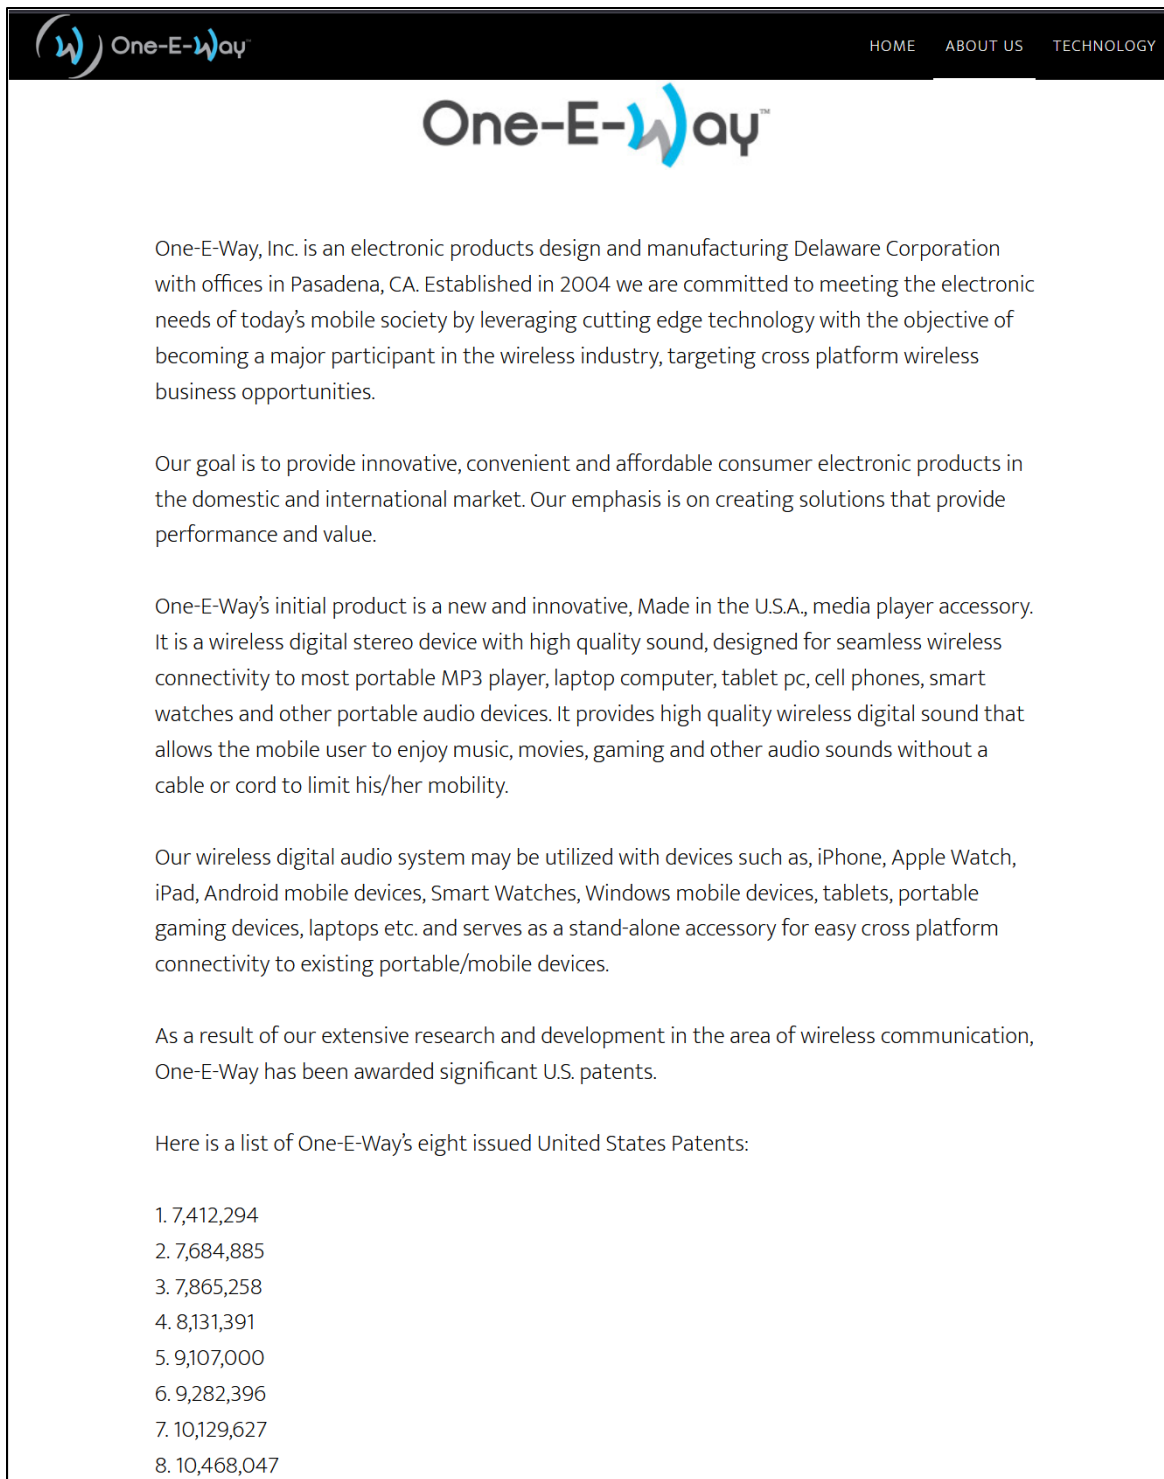 One-E-Way
HOME ABOUT US TECHNOLOGY
One-E-Way™
One-E-Way, Inc. is an electronic products design and manufacturing Delaware Corporation
with offices in Pasadena, CA. Established in 2004 we are committed to meeting the electronic
needs of today's mobile society by leveraging cutting edge technology with the objective of
becoming a major participant in the wireless industry, targeting cross platform wireless
business opportunities.
Our goal is to provide innovative, convenient and affordable consumer electronic products in
the domestic and international market. Our emphasis is on creating solutions that provide
performance and value.
One-E-Way's initial product is a new and innovative, Made in the U.S.A., media player accessory.
It is a wireless digital stereo device with high quality sound, designed for seamless wireless
connectivity to most portable MP3 player, laptop computer, tablet pc, cell phones, smart
watches and other portable audio devices. It provides high quality wireless digital sound that
allows the mobile user to enjoy music, movies, gaming and other audio sounds without a
cable or cord to limit his/her mobility.
Our wireless digital audio system may be utilized with devices such as, iPhone, Apple Watch,
iPad, Android mobile devices, Smart Watches, Windows mobile devices, tablets, portable
gaming devices, laptops etc. and serves as a stand-alone accessory for easy cross platform
connectivity to existing portable/mobile devices.
As a result of our extensive research and development in the area of wireless communication,
One-E-Way has been awarded significant U.S. patents.
Here is a list of One-E-Way's eight issued United States Patents:
1. 7,412,294
2. 7,684,885
3. 7,865,258
4. 8,131,391
5. 9,107,000
6. 9,282,396
7. 10,129,627
8. 10,468,047